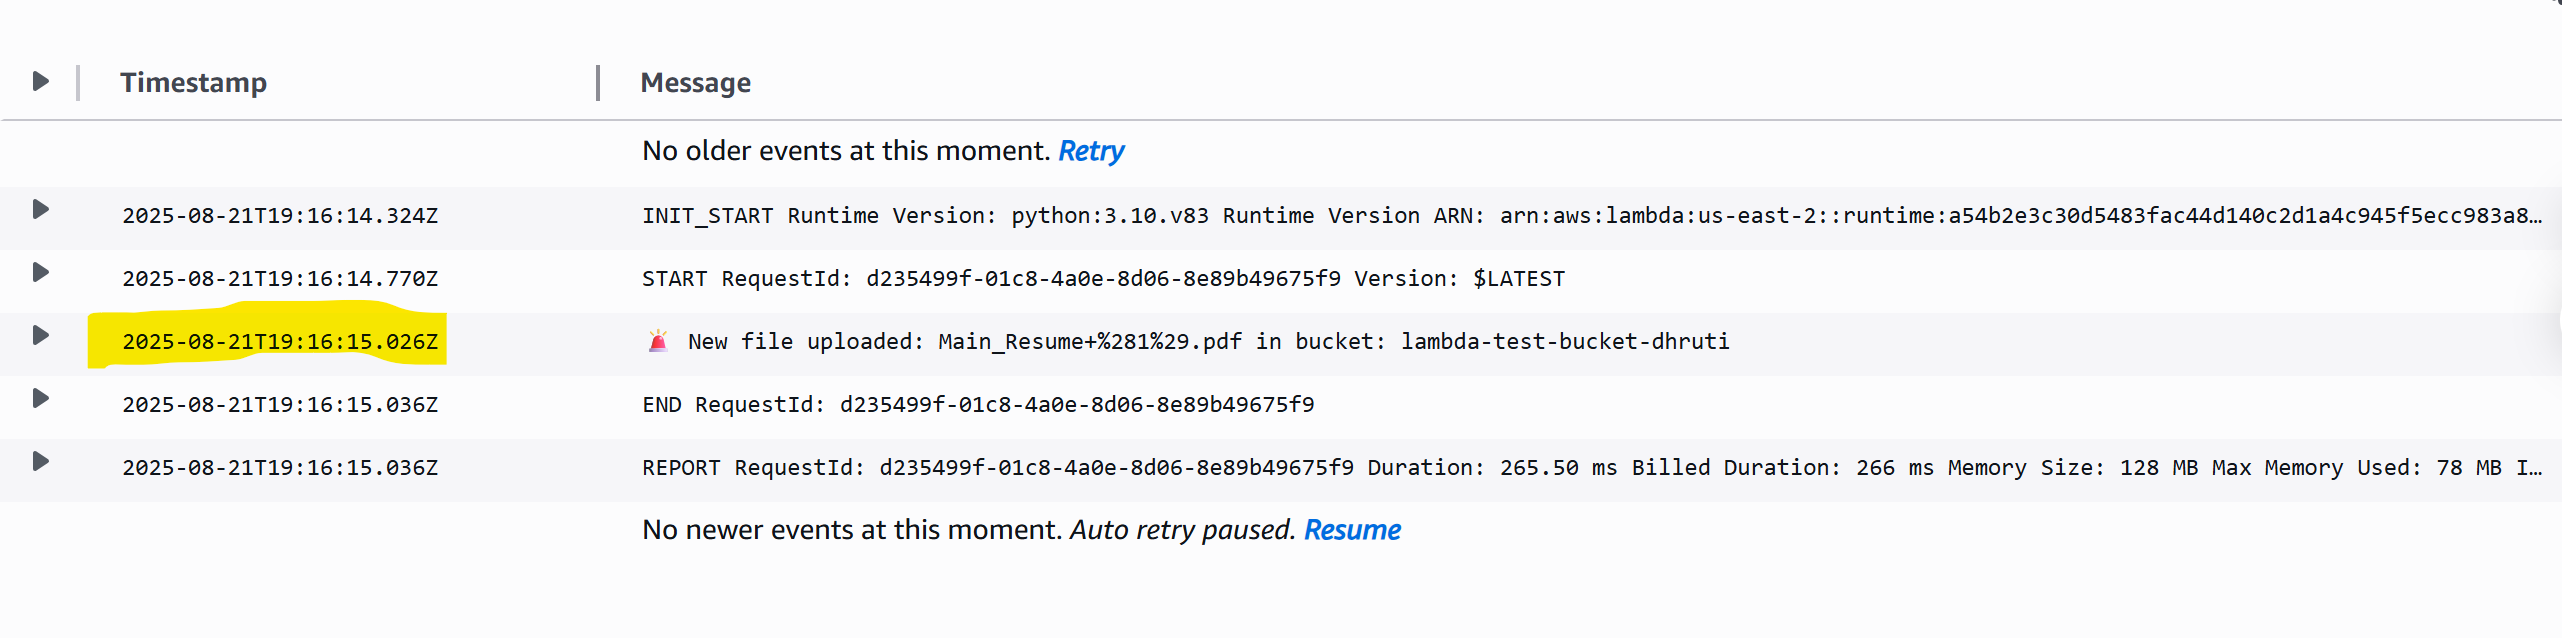 Timestamp Message
No older events at this moment. Retry
2025-08-21T19:16:14.324Z INIT_START Runtime Version: python:3.10.v83 Runtime Version ARN: arn:aws:lambda:us-east-2::runtime:a54b2e3c30d5483fac44d140c2d1a4c945f5ecc983a8…
2025-08-21T19:16:14.770Z START RequestId: d235499f-01c8-4a0e-8d06-8e89b49675f9 Version: $LATEST
2025-08-21T19:16:15.026Z 🚨 New file uploaded: Main_Resume+%281%29.pdf in bucket: lambda-test-bucket-dhruti
2025-08-21T19:16:15.036Z END RequestId: d235499f-01c8-4a0e-8d06-8e89b49675f9
2025-08-21T19:16:15.036Z REPORT RequestId: d235499f-01c8-4a0e-8d06-8e89b49675f9 Duration: 265.50 ms Billed Duration: 266 ms Memory Size: 128 MB Max Memory Used: 78 MB I…
No newer events at this moment. Auto retry paused. Resume